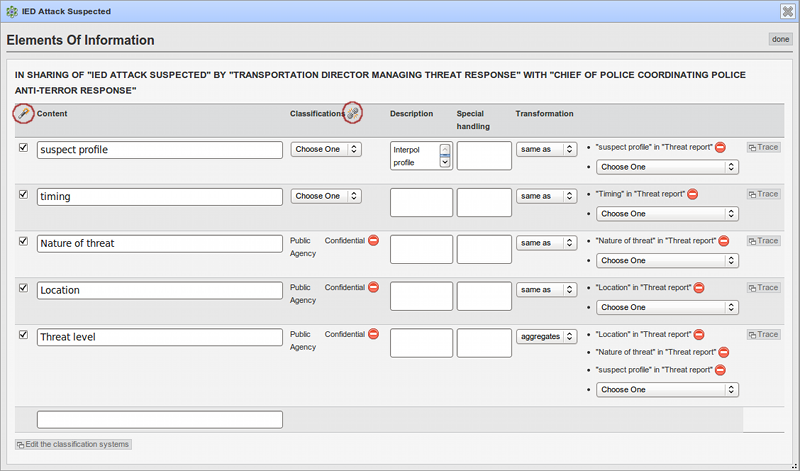 IED Attack Suspected
Elements Of Information
done
IN SHARING OF "IED ATTACK SUSPECTED" BY "TRANSPORTATION DIRECTOR MANAGING THREAT RESPONSE" WITH "CHIEF OF POLICE COORDINATING POLICE
ANTI-TERROR RESPONSE"
Content Classifications Description Special Transformation
handling
suspect profile Choose One Interpol same as • "suspect profile" in "Threat report" Trace
profile • Choose One
timing Choose One same as • "Timing" in "Threat report" Trace
• Choose One
Nature of threat Public Confidential same as • "Nature of threat" in "Threat report" Trace
Agency • Choose One
Location Public Confidential same as • "Location" in "Threat report" Trace
Agency • Choose One
Threat level Public Confidential aggregates • "Location" in "Threat report" Trace
Agency • "Nature of threat" in "Threat report"
• "suspect profile" in "Threat report"
• Choose One
Edit the classification systems